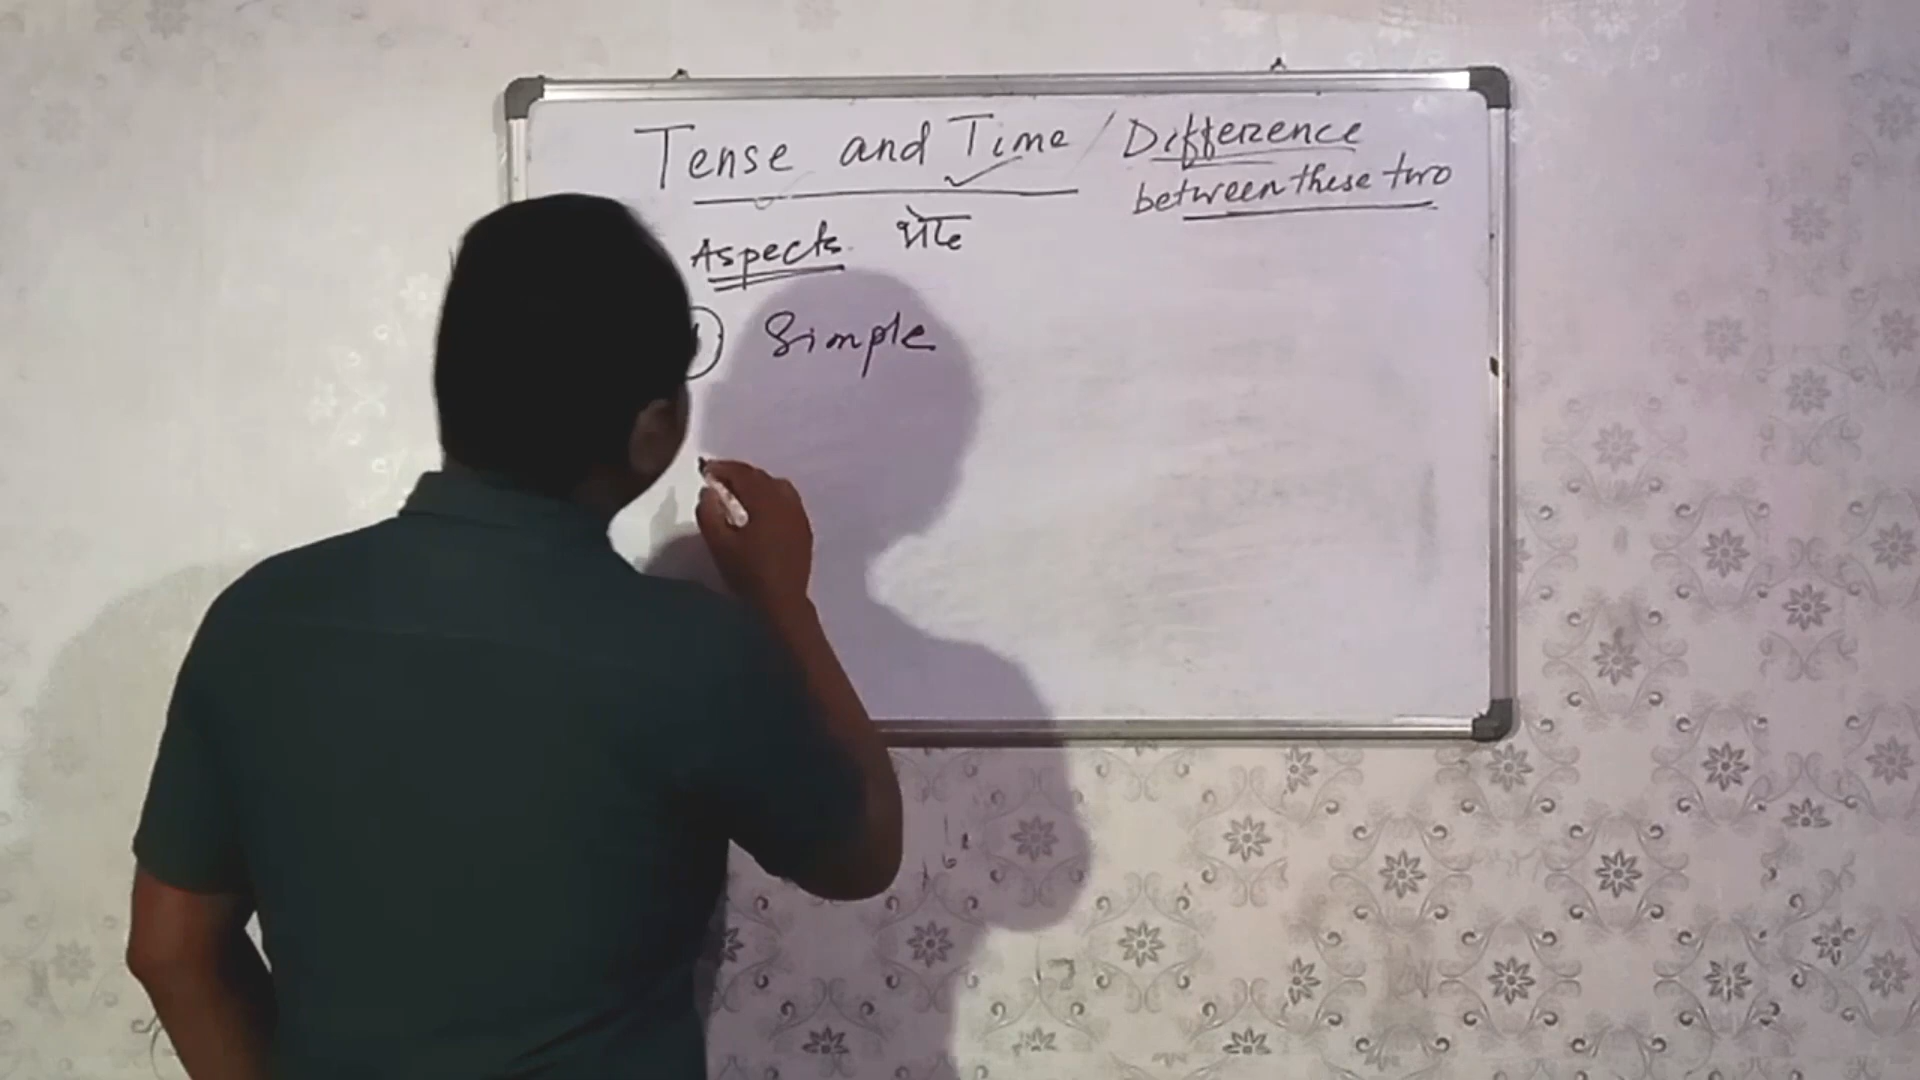 Tense and Time / Difference
between these two
Aspects भेद
Simple